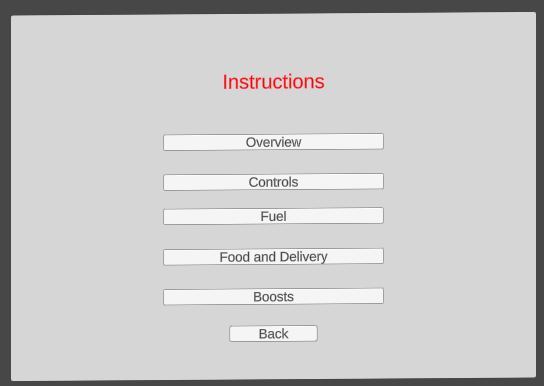 Instructions
Overview
Controls
Fuel
Food and Delivery
Boosts
Back